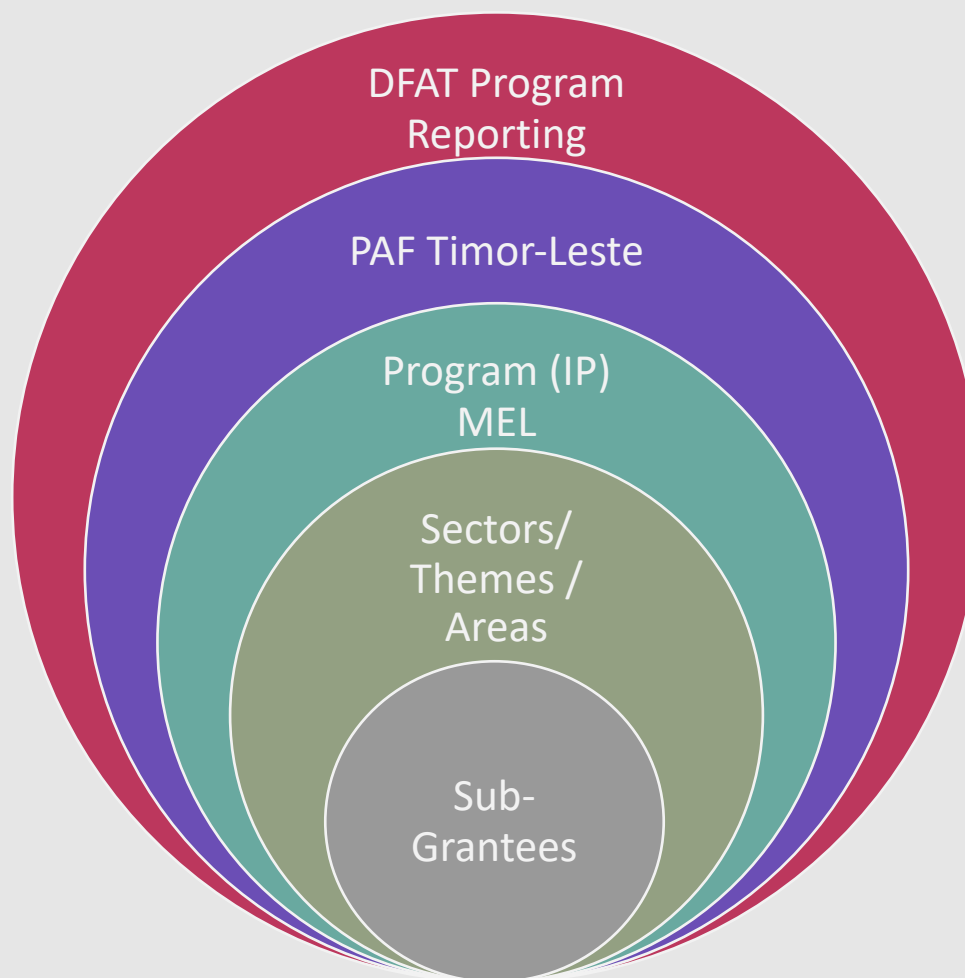 DFAT Program
Reporting
PAF Timor-Leste
Program (IP)
MEL
Sectors/
Themes /
Areas
Sub-
Grantees